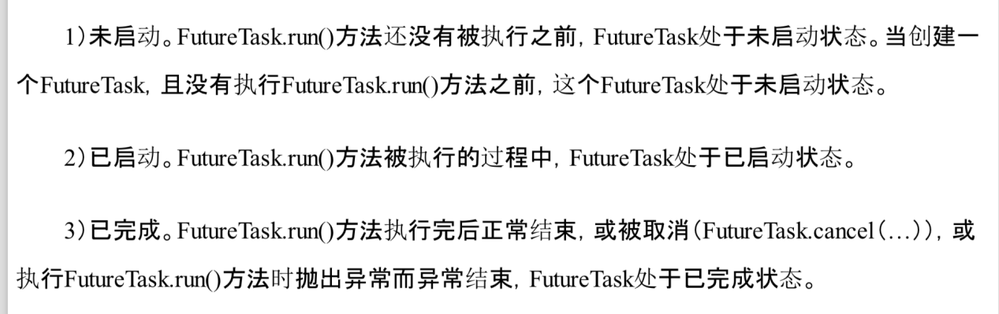 1)未启动。FutureTask.run()方法还没有被执行之前，FutureTask处于未启动状态。当创建一
个FutureTask，且没有执行FutureTask.run()方法之前，这个FutureTask处于未启动状态。
2)已启动。FutureTask.run()方法被执行的过程中，FutureTask处于已启动状态。
3)已完成。FutureTask.run()方法执行完后正常结束，或被取消(FutureTask.cancel(…))，或
执行FutureTask.run()方法时抛出异常而异常结束，FutureTask处于已完成状态。